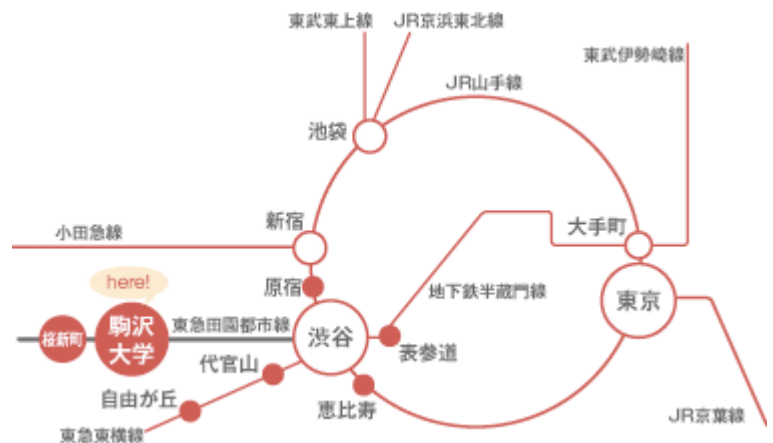 東武東上線
JR京浜東北線
東武伊勢崎線
JR山手線
池袋
新宿
大手町
小田急線
here!
原宿
地下鉄半蔵門線
東京
桜新町
駒沢
大学
東急田園都市線
渋谷
表参道
代官山
自由が丘
恵比寿
東急東横線
JR京葉線